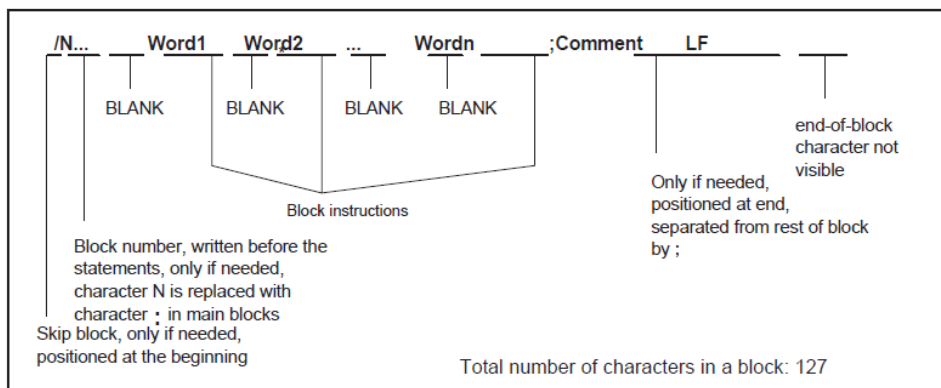 /N... Word1 Word2 ... Wordn ;Comment LF
BLANK BLANK BLANK BLANK
end-of-block
character not
visible
Only if needed,
positioned at end,
separated from rest of block
by ;
Block instructions
Block number, written before the
statements, only if needed,
character N is replaced with
character : in main blocks
Skip block, only if needed,
positioned at the beginning
Total number of characters in a block: 127